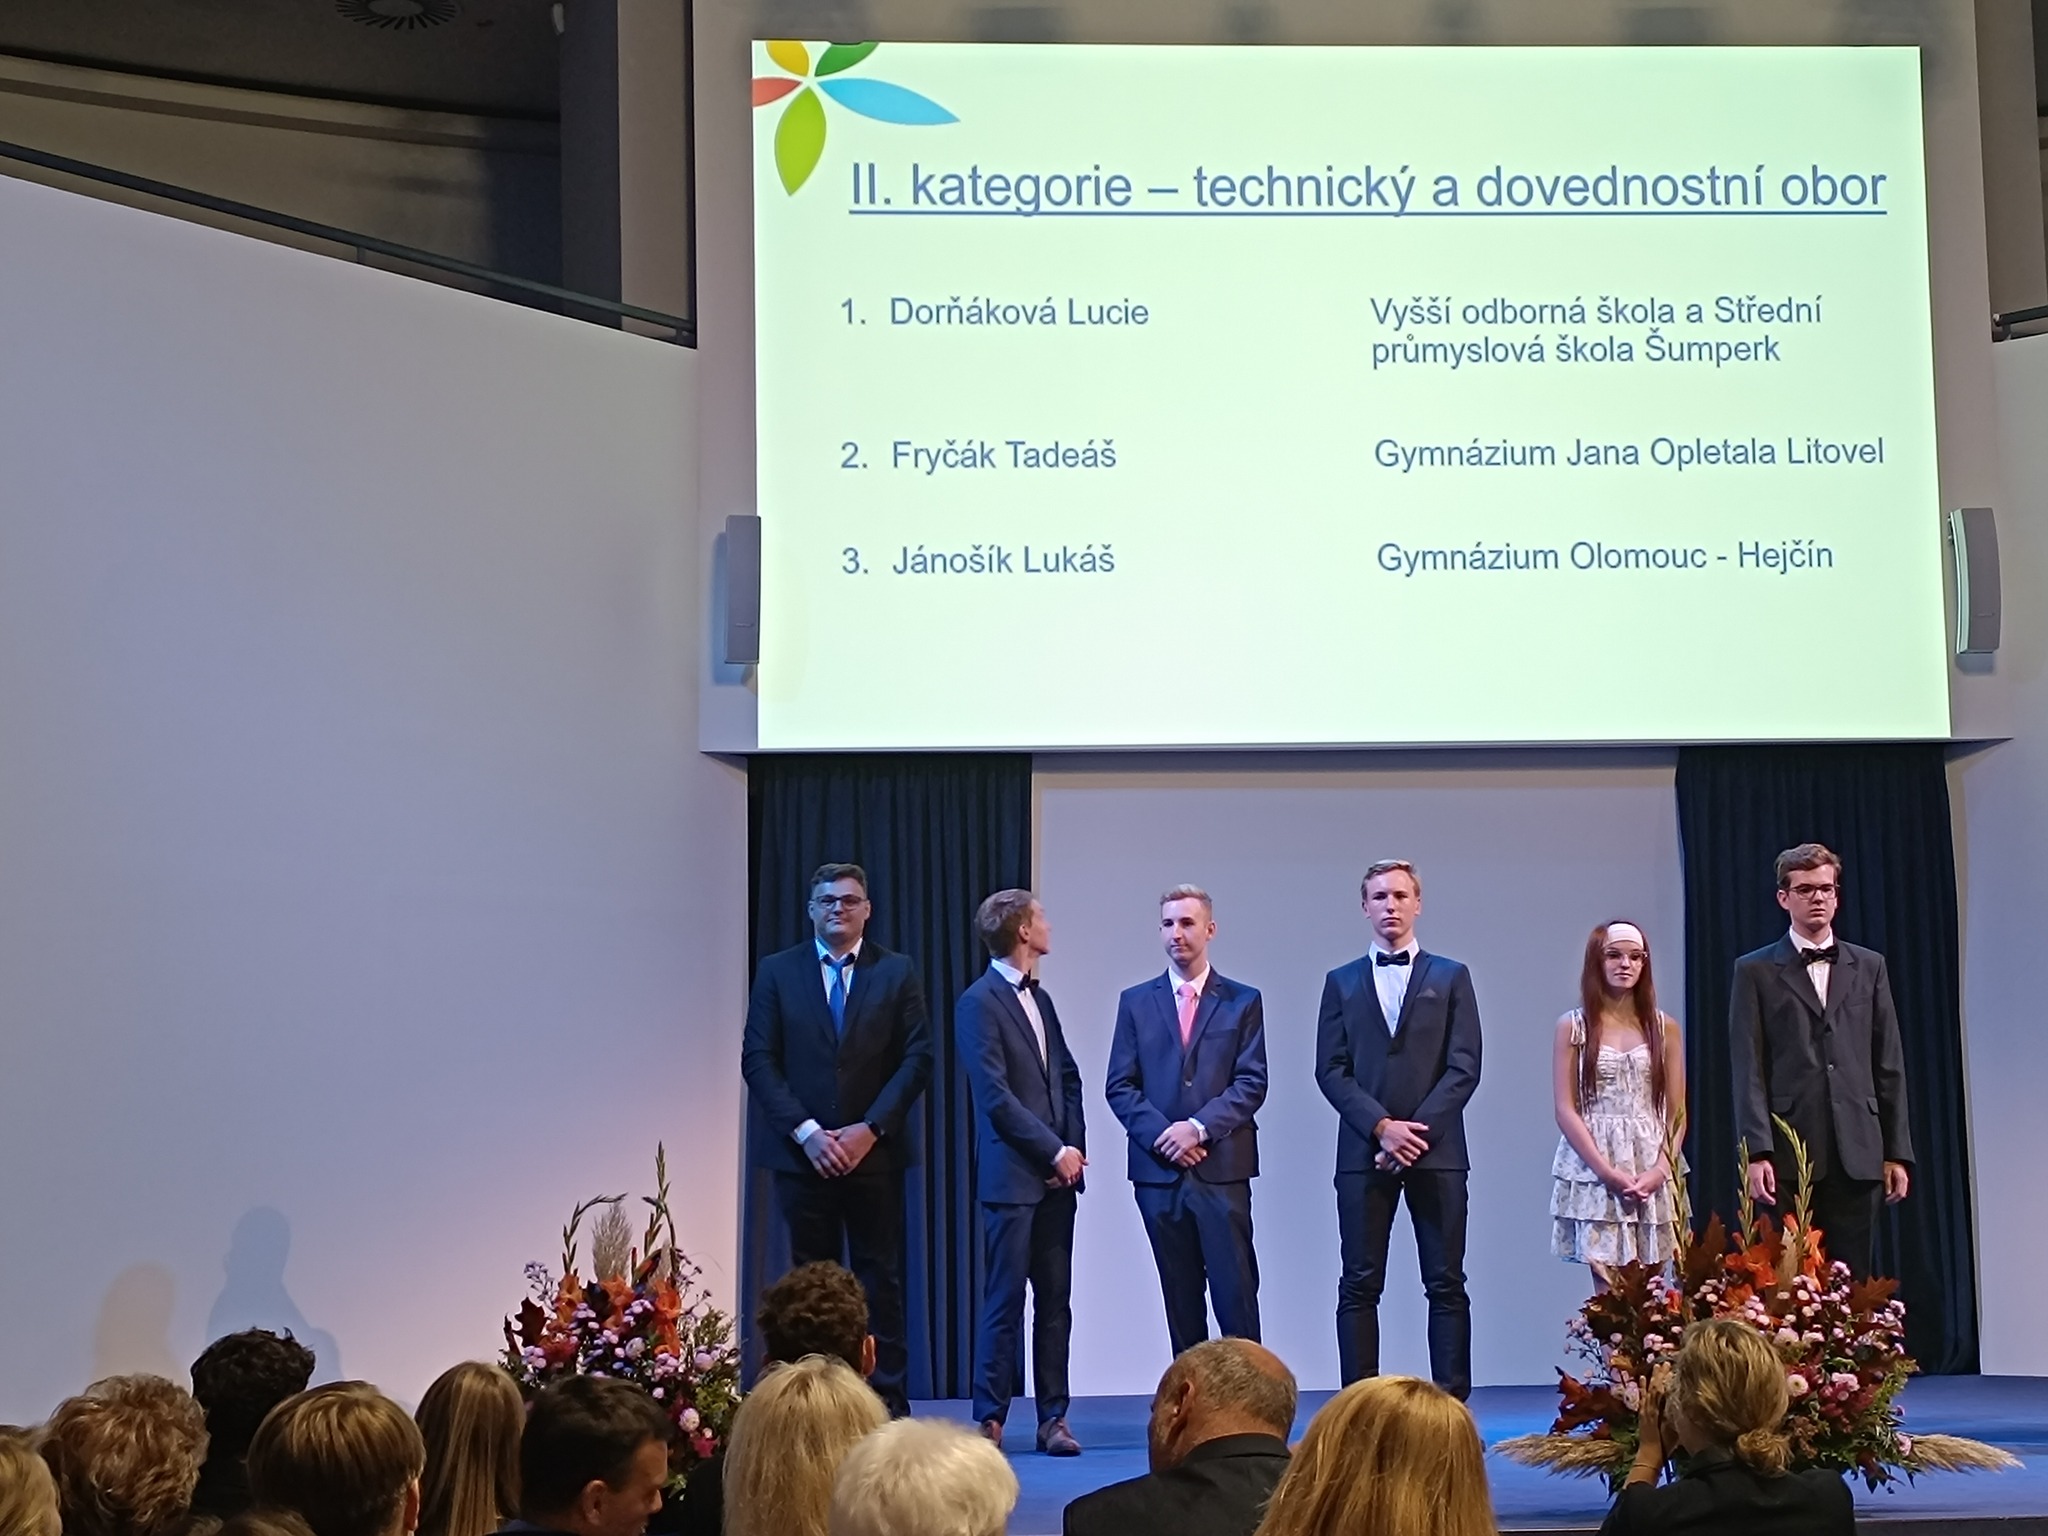 II. kategorie – technický a dovednostní obor
1. Dorňáková Lucie
Vyšší odborná škola a Střední
průmyslová škola Šumperk
2. Fryčák Tadeáš
Gymnázium Jana Opletala Litovel
3. Jánošík Lukáš
Gymnázium Olomouc - Hejčín